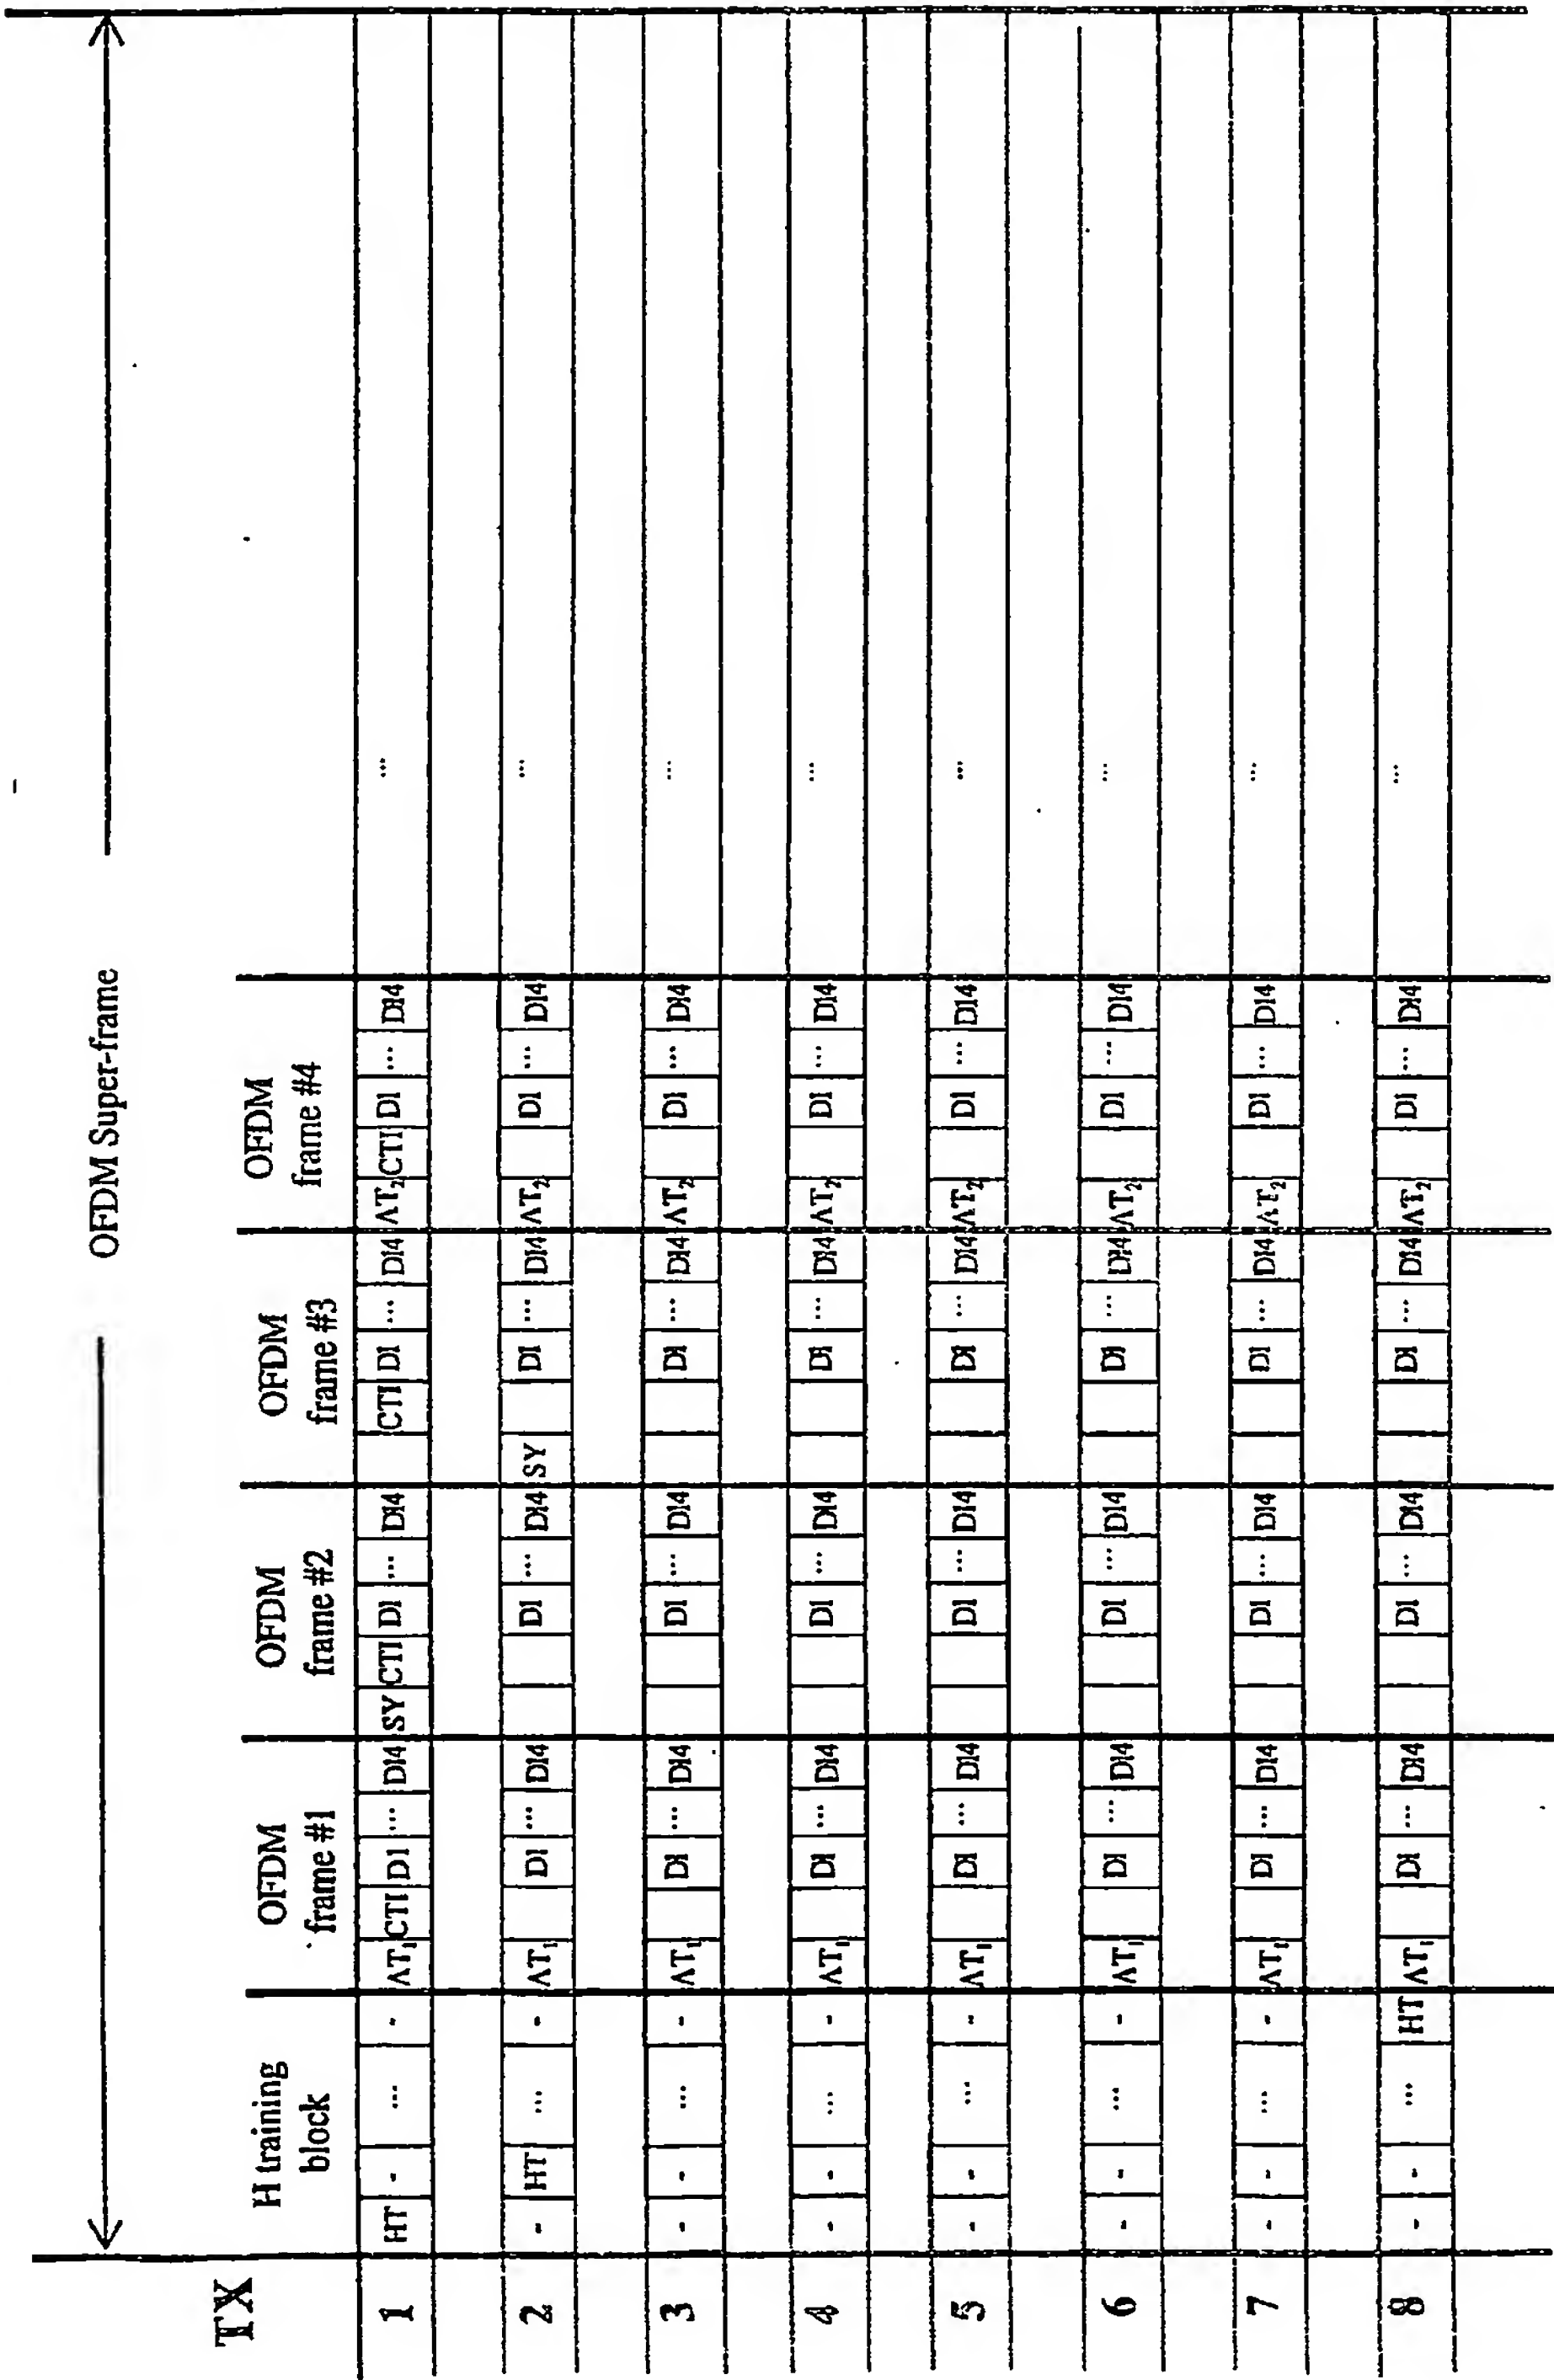 OFDM Super-frame
TX H training block OFDM frame #1 OFDM frame #2 OFDM frame #3 OFDM frame #4
1 HT - ... - AT₁ CTI DI ... DI4 SY CTI DI ... DI4 CTI DI ... DI4 AT₂ CTI DI ... DI4 ...
2 - HT ... - AT₁ DI ... DI4 DI ... DI4 SY DI ... DI4 AT₂ DI ... DI4 ...
3 - - ... - AT₁ DI ... DI4 DI ... DI4 DI ... DI4 AT₂ DI ... DI4 ...
4 - - ... - AT₁ DI ... DI4 DI ... DI4 DI ... DI4 AT₂ DI ... DI4 ...
5 - - ... - AT₁ DI ... DI4 DI ... DI4 DI ... DI4 AT₂ DI ... DI4 ...
6 - - ... - AT₁ DI ... DI4 DI ... DI4 DI ... DI4 AT₂ DI ... DI4 ...
7 - - ... - AT₁ DI ... DI4 DI ... DI4 DI ... DI4 AT₂ DI ... DI4 ...
8 - - ... HT AT₁ DI ... DI4 DI ... DI4 DI ... DI4 AT₂ DI ... DI4 ...